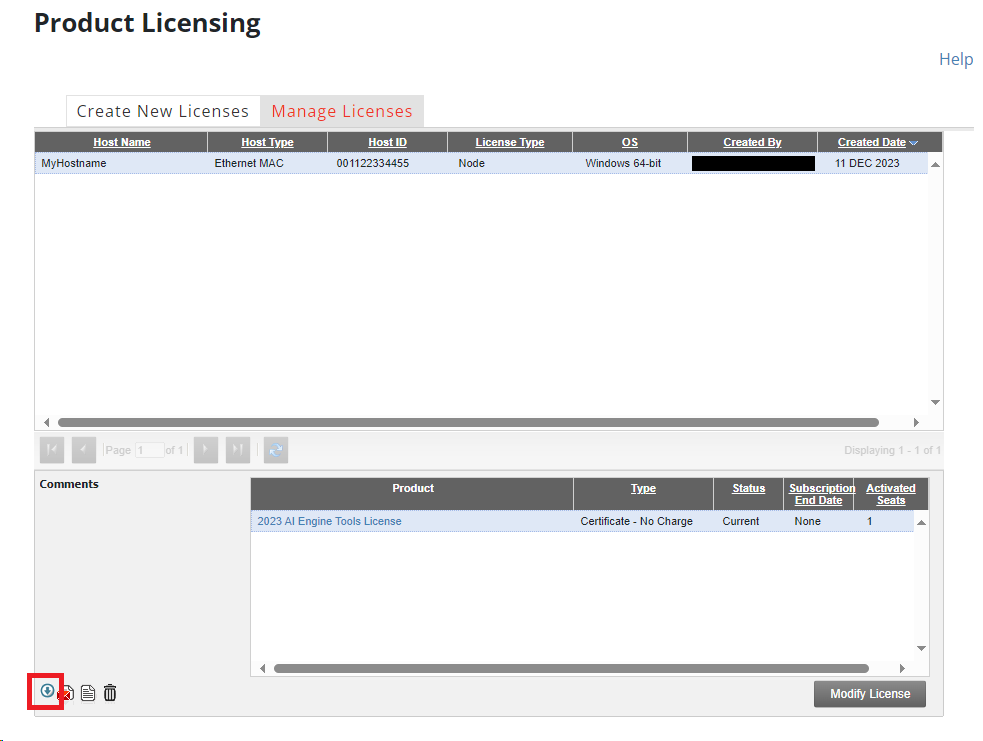 Product Licensing
Help
Create New Licenses Manage Licenses
Host Name Host Type Host ID License Type OS Created By Created Date
MyHostname Ethernet MAC 001122334455 Node Windows 64-bit 11 DEC 2023
Page 1 of 1 Displaying 1 - 1 of 1
Comments
Product Type Status Subscription End Date Activated Seats
2023 AI Engine Tools License Certificate - No Charge Current None 1
Modify License